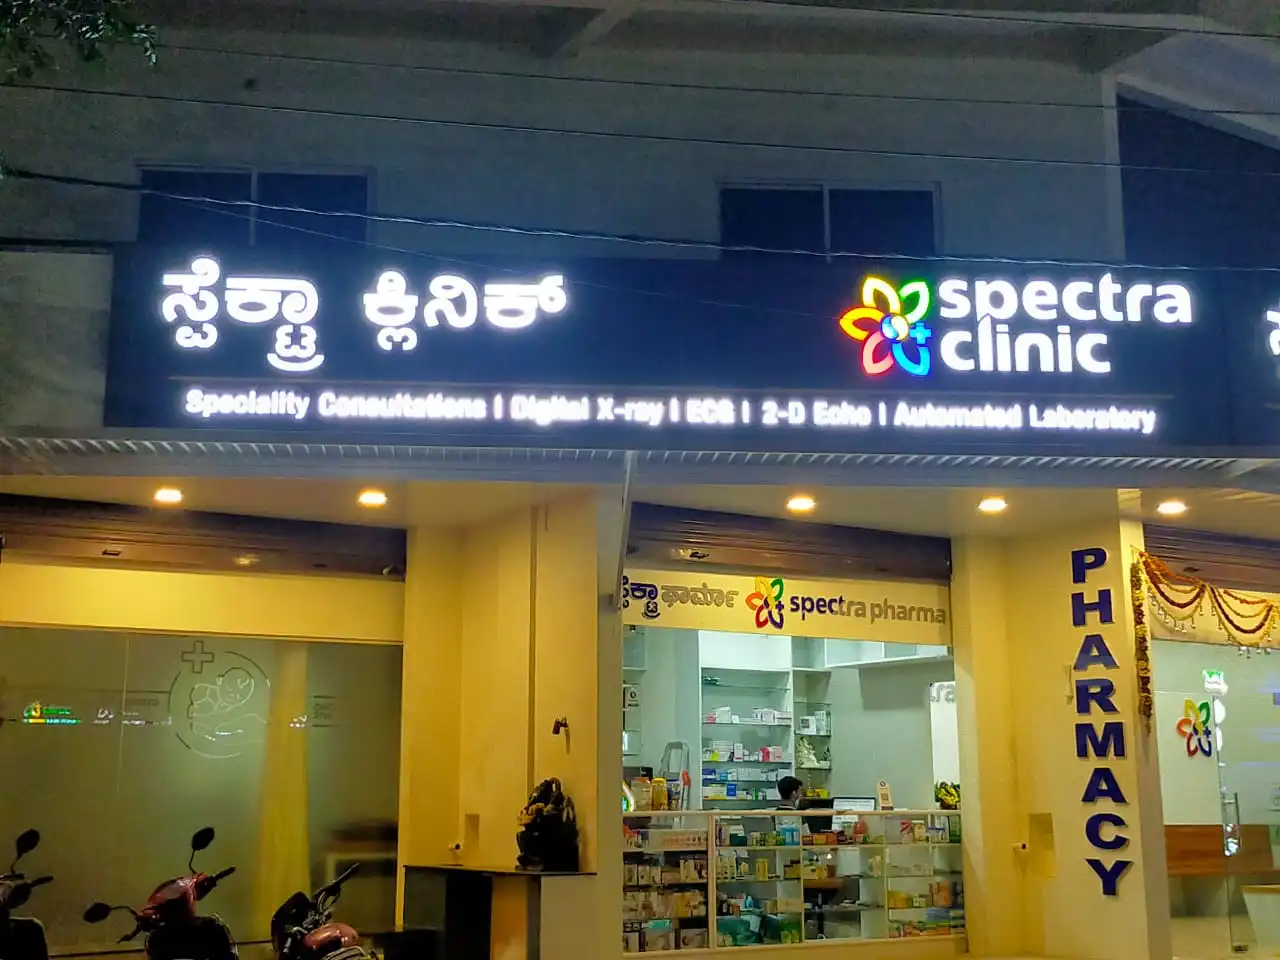 ಸ್ಪೆಕ್ಟ್ರಾ ಕ್ಲಿನಿಕ್
spectra
clinic
Speciality Consultations | Digital X-ray | ECG | 2-D Echo | Automated Laboratory
ಸ್ಪೆಕ್ಟ್ರಾ ಫಾರ್ಮಾ spectra pharma
PHARMACY